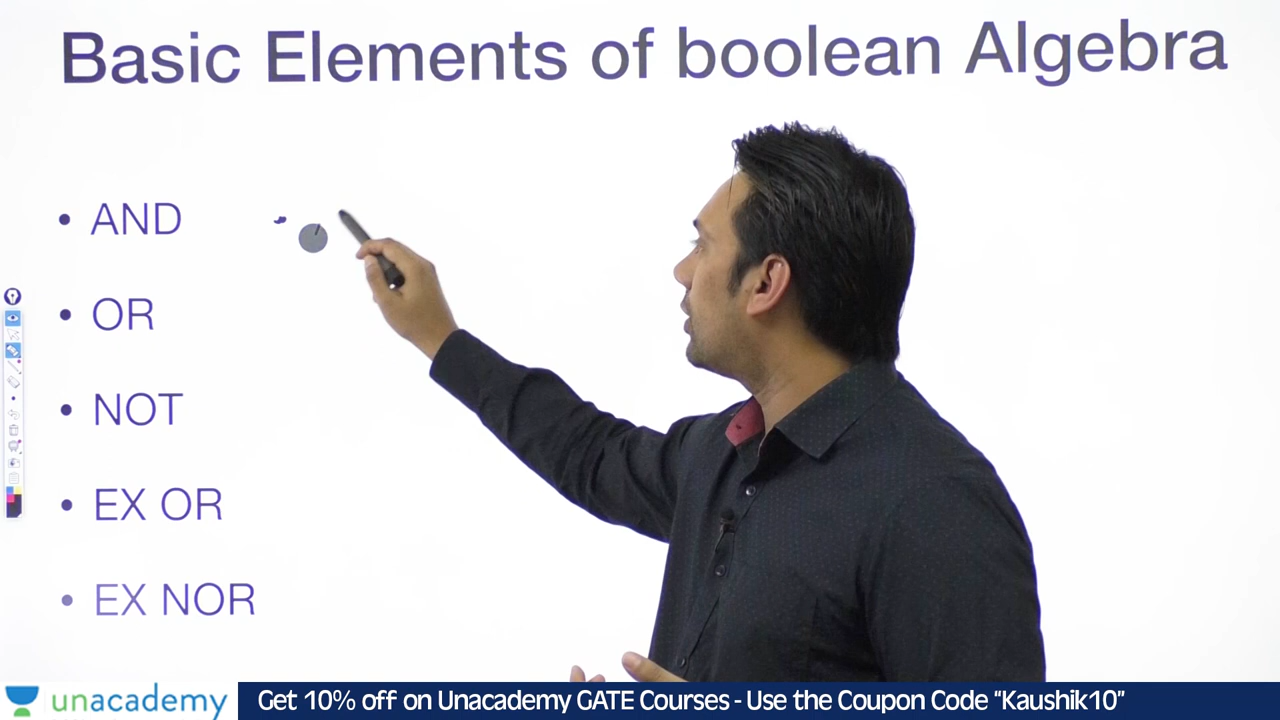 Basic Elements of boolean Algebra
• AND
• OR
• NOT
• EX OR
• EX NOR
unacademy
Get 10% off on Unacademy GATE Courses - Use the Coupon Code “Kaushik10”